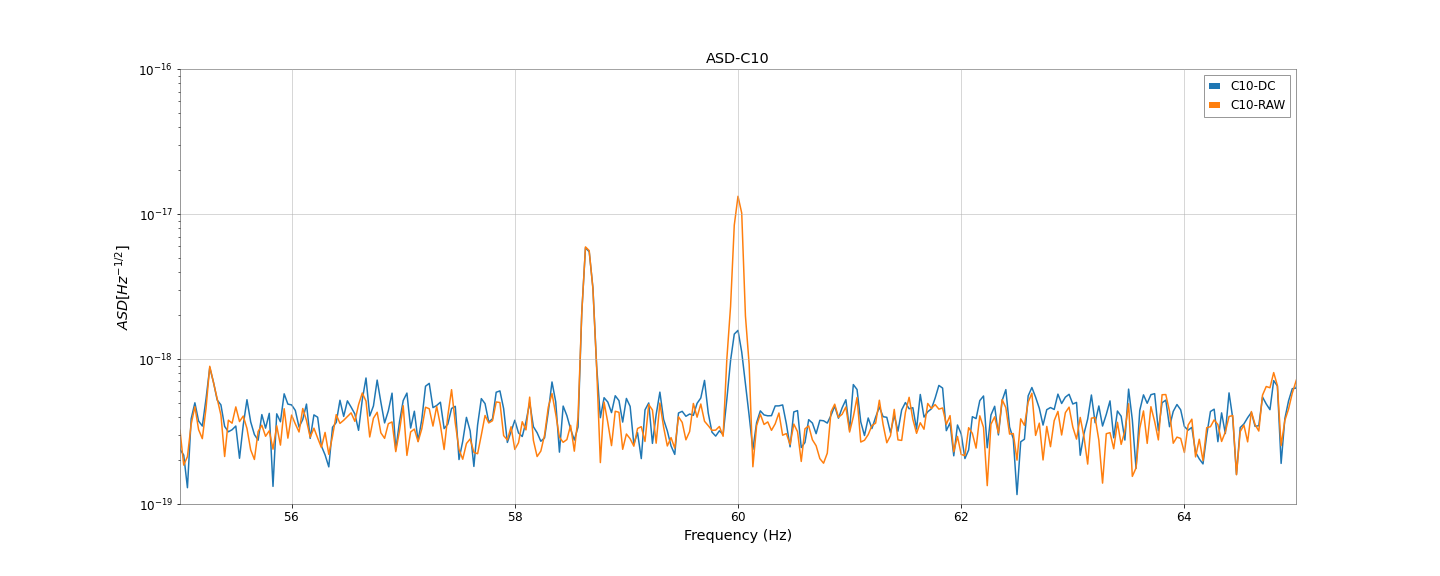 ASD-C10
10⁻¹⁶
10⁻¹⁷
10⁻¹⁸
10⁻¹⁹
ASD[Hz⁻¹/²]
C10-DC
C10-RAW
56 58 60 62 64
Frequency (Hz)